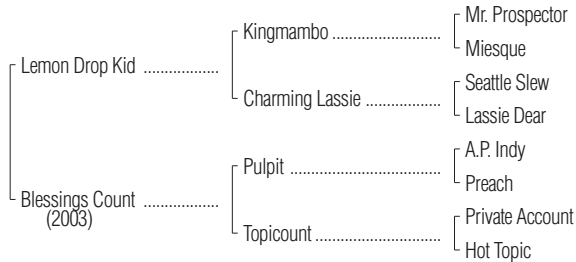 Mr. Prospector
Kingmambo ......................
Miesque
Lemon Drop Kid ..................
Seattle Slew
Charming Lassie ...............
Lassie Dear
A.P. Indy
Pulpit ...............................
Preach
Blessings Count ..................
(2003)
Private Account
Topicount .........................
Hot Topic